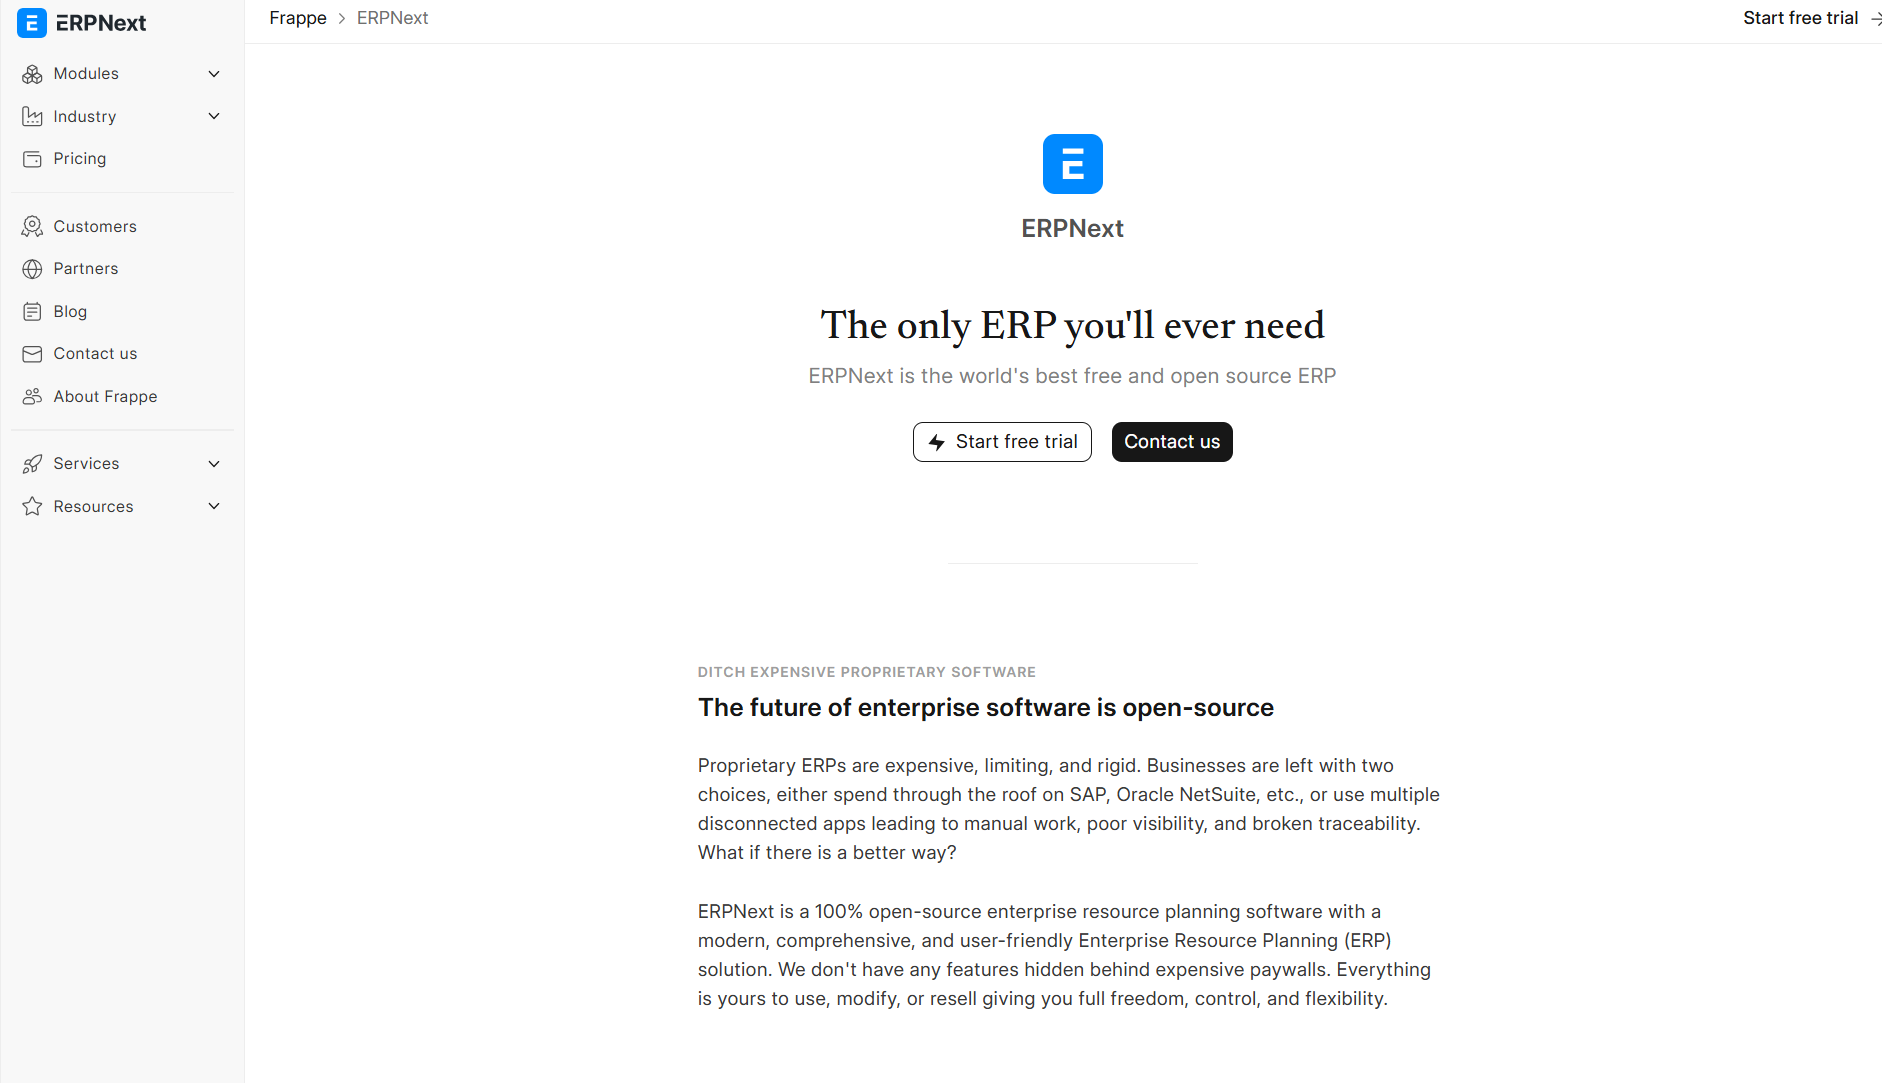 ERPNext
Modules
Industry
Pricing
Customers
Partners
Blog
Contact us
About Frappe
Services
Resources
Frappe > ERPNext
Start free trial →
E
ERPNext
The only ERP you'll ever need
ERPNext is the world's best free and open source ERP
Start free trial
Contact us
DITCH EXPENSIVE PROPRIETARY SOFTWARE
The future of enterprise software is open-source
Proprietary ERPs are expensive, limiting, and rigid. Businesses are left with two
choices, either spend through the roof on SAP, Oracle NetSuite, etc., or use multiple
disconnected apps leading to manual work, poor visibility, and broken traceability.
What if there is a better way?
ERPNext is a 100% open-source enterprise resource planning software with a
modern, comprehensive, and user-friendly Enterprise Resource Planning (ERP)
solution. We don't have any features hidden behind expensive paywalls. Everything
is yours to use, modify, or resell giving you full freedom, control, and flexibility.